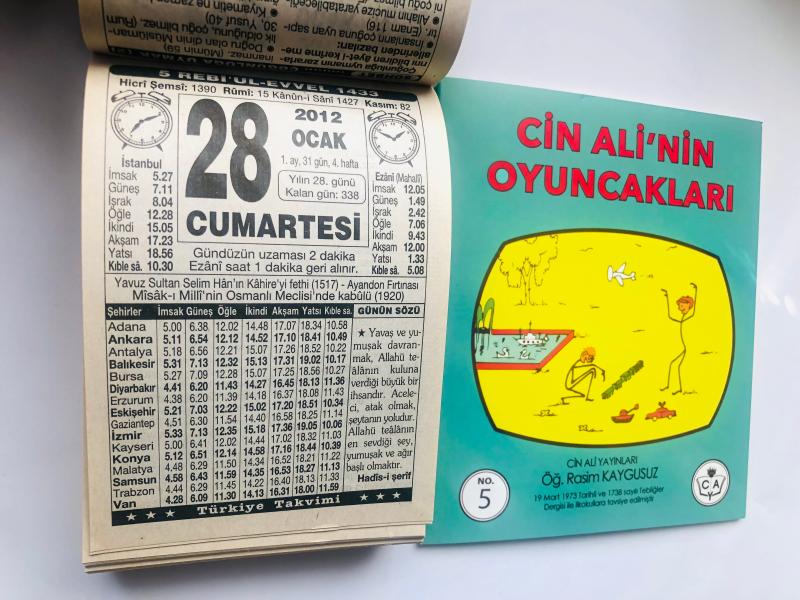 5 REBİ'UL-EVVEL 1433
Hicrî Şemsî: 1390 Rûmî: 15 Kânûn-i Sânî 1427 Kasım: 82
28
2012
OCAK
1. ay, 31 gün, 4. hafta
Yılın 28. günü
Kalan gün: 338
CUMARTESİ
İstanbul
İmsak 5.27
Güneş 7.11
İşrak 8.04
Öğle 12.28
İkindi 15.05
Akşam 17.23
Yatsı 18.56
Kıble sâ. 10.30
Ezânî (Mahallî)
İmsak 12.05
Güneş 1.49
İşrak 2.42
Öğle 7.06
İkindi 9.43
Akşam 12.00
Yatsı 1.33
Kıble sâ. 5.08
Gündüzün uzaması 2 dakika
Ezânî saat 1 dakika geri alınır.
Yavuz Sultan Selim Hân'ın Kâhire'yi fethi (1517) - Ayandon Fırtınası
Mîsâk-ı Millî'nin Osmanlı Meclisi'nde kabûlü (1920)
Şehirler İmsak Güneş Öğle İkindi Akşam Yatsı Kıble sa.
Adana 5.00 6.38 12.02 14.48 17.07 18.34 10.58
Ankara 5.11 6.54 12.12 14.52 17.10 18.41 10.49
Antalya 5.18 6.56 12.21 15.07 17.26 18.52 10.22
Balıkesir 5.31 7.13 12.32 15.13 17.31 19.02 10.17
Bursa 5.27 7.09 12.28 15.07 17.25 18.56 10.27
Diyarbakır 4.41 6.20 11.43 14.27 16.45 18.13 11.36
Erzurum 4.38 6.20 11.39 14.18 16.37 18.08 11.43
Eskişehir 5.21 7.03 12.22 15.02 17.20 18.51 10.34
Gaziantep 4.51 6.30 11.54 14.40 16.58 18.25 11.14
İzmir 5.33 7.13 12.35 15.18 17.36 19.05 10.06
Kayseri 5.00 6.41 12.02 14.44 17.02 18.32 11.03
Konya 5.12 6.51 12.14 14.58 17.16 18.44 10.39
Malatya 4.48 6.29 11.50 14.34 16.52 18.21 11.22
Samsun 4.58 6.43 11.59 14.35 16.53 18.27 11.13
Trabzon 4.44 6.29 11.45 14.22 16.40 18.13 11.33
Van 4.28 6.09 11.30 14.13 16.31 18.00 11.59
GÜNÜN SÖZÜ
★ Yavaş ve yu-
muşak davran-
mak, Allahü te-
âlânın kuluna
verdiği büyük bir
ihsandır. Acele-
ci, atak olmak,
şeytanın yoludur.
Allahü teâlânın
en sevdiği şey,
yumuşak ve ağır
başlı olmaktır.
Hadîs-i şerîf
Türkiye Takvimi
CİN ALİ'NİN
OYUNCAKLARI
CİN ALİ YAYINLARI
Öğ. Rasim KAYGUSUZ
19 Mart 1973 Tarihli ve 1738 sayılı Tebliğler
Dergisi ile ilkokullara tavsiye edilmiştir
NO.
5
C A
Y